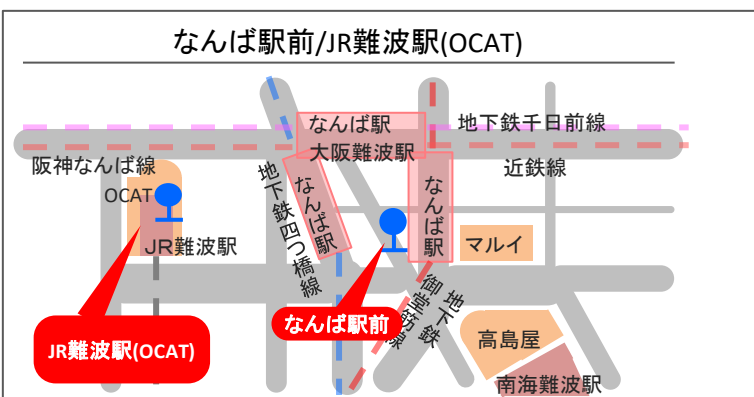 なんば駅前/JR難波駅(OCAT)
なんば駅
地下鉄千日前線
大阪難波駅
阪神なんば線
近鉄線
OCAT
地下鉄四つ橋線
なんば駅
なんば駅
JR難波駅
マルイ
地下鉄
御堂筋線
なんば駅前
JR難波駅(OCAT)
高島屋
南海難波駅